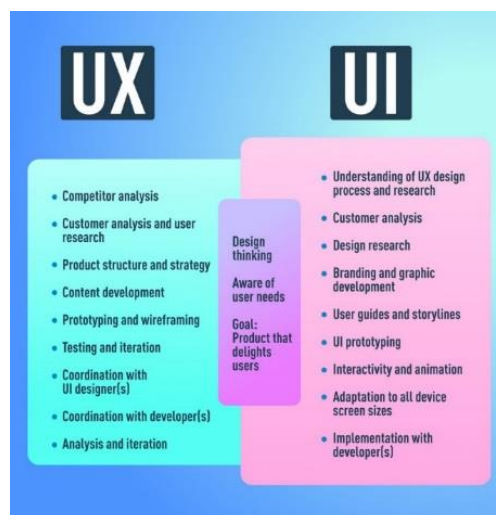 UX
UI
• Competitor analysis
• Customer analysis and user
research
• Product structure and strategy
• Content development
• Prototyping and wireframing
• Testing and iteration
• Coordination with
UI designer(s)
• Coordination with developer(s)
• Analysis and iteration
Design
thinking
Aware of
user needs
Goal:
Product that
delights
users
• Understanding of UX design
process and research
• Customer analysis
• Design research
• Branding and graphic
development
• User guides and storylines
• UI prototyping
• Interactivity and animation
• Adaptation to all device
screen sizes
• Implementation with
developer(s)